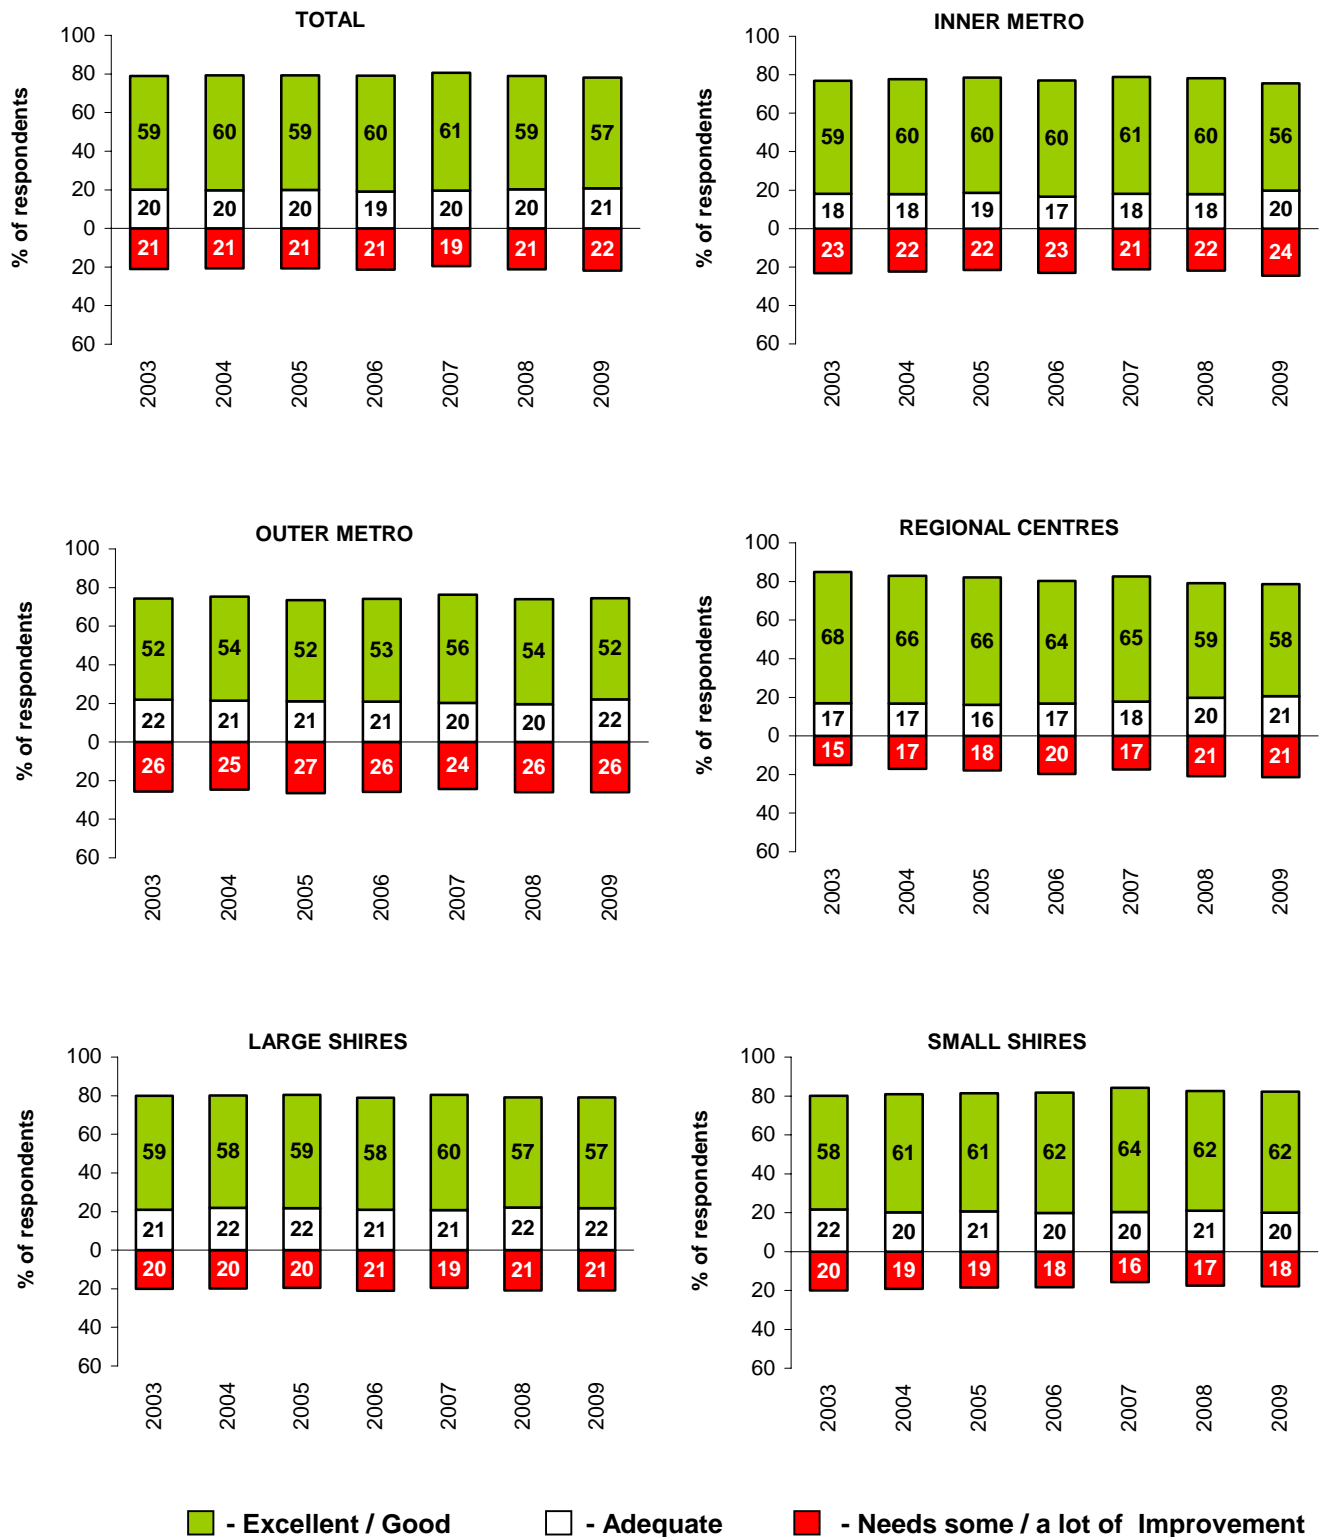 TOTAL
% of respondents
100
80
60
40
20
0
20
40
60
59 60 59 60 61 59 57
20 20 20 19 20 20 21
21 21 21 21 19 21 22
2003 2004 2005 2006 2007 2008 2009
INNER METRO
% of respondents
100
80
60
40
20
0
20
40
60
59 60 60 60 61 60 56
18 18 19 17 18 18 20
23 22 22 23 21 22 24
2003 2004 2005 2006 2007 2008 2009
OUTER METRO
% of respondents
100
80
60
40
20
0
20
40
60
52 54 52 53 56 54 52
22 21 21 21 20 20 22
26 25 27 26 24 26 26
2003 2004 2005 2006 2007 2008 2009
REGIONAL CENTRES
% of respondents
100
80
60
40
20
0
20
40
60
68 66 66 64 65 59 58
17 17 16 17 18 20 21
15 17 18 20 17 21 21
2003 2004 2005 2006 2007 2008 2009
LARGE SHIRES
% of respondents
100
80
60
40
20
0
20
40
60
59 58 59 58 60 57 57
21 22 22 21 21 22 22
20 20 20 21 19 21 21
2003 2004 2005 2006 2007 2008 2009
SMALL SHIRES
% of respondents
100
80
60
40
20
0
20
40
60
58 61 61 62 64 62 62
22 20 21 20 20 21 20
20 19 19 18 16 17 18
2003 2004 2005 2006 2007 2008 2009
- Excellent / Good - Adequate - Needs some / a lot of Improvement